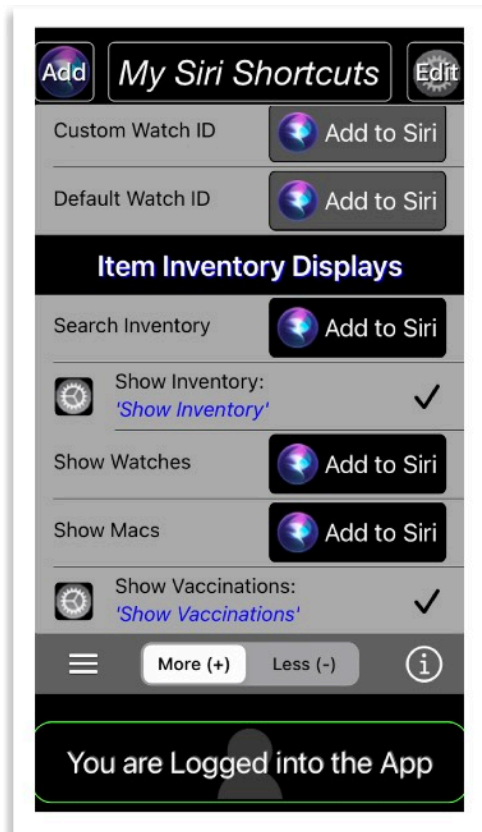 Add My Siri Shortcuts Edit
Custom Watch ID Add to Siri
Default Watch ID Add to Siri
Item Inventory Displays
Search Inventory Add to Siri
Show Inventory:
'Show Inventory'
Show Watches Add to Siri
Show Macs Add to Siri
Show Vaccinations:
'Show Vaccinations'
More (+) Less (-)
You are Logged into the App